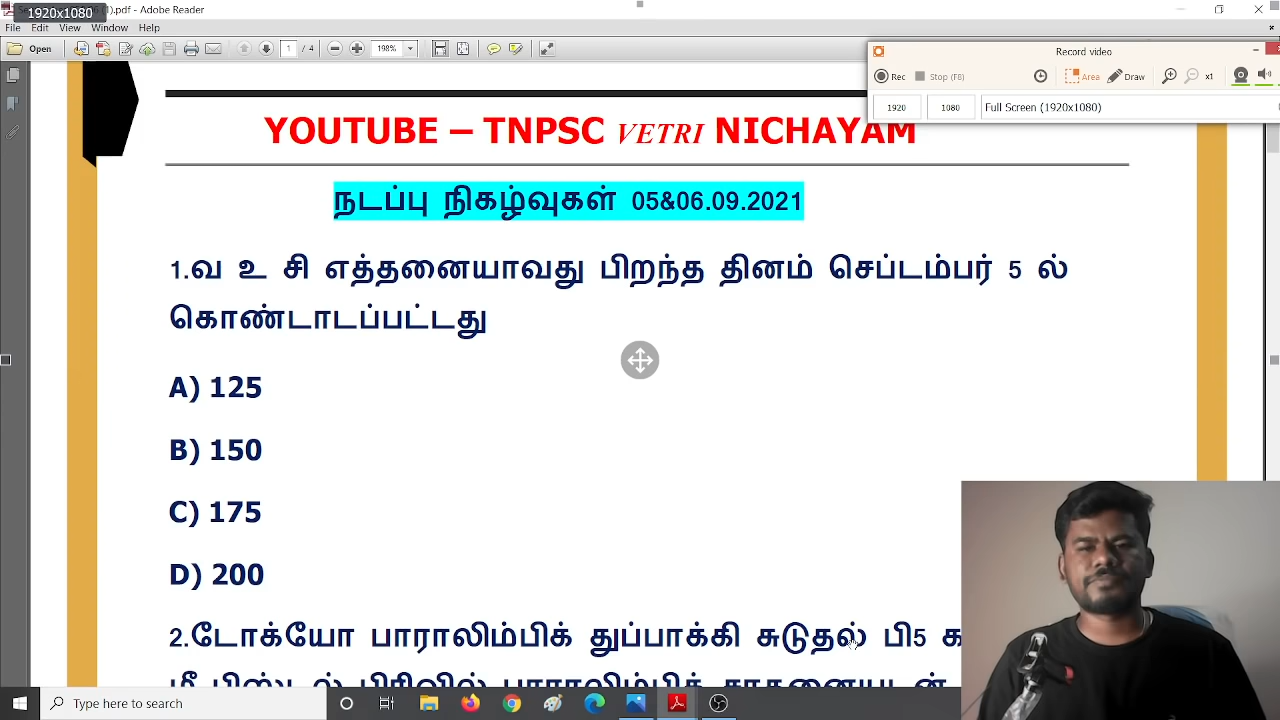 1920x1080
.pdf - Adobe Reader
File Edit View Window Help
Open 1 / 4 198%
Record video
Rec Stop (F8) Area Draw x1
1920 1080 Full Screen (1920x1080)
YOUTUBE – TNPSC VETRI NICHAYAM
நடப்பு நிகழ்வுகள் 05&06.09.2021
1.வ உ சி எத்தனையாவது பிறந்த தினம் செப்டம்பர் 5 ல்
கொண்டாடப்பட்டது
A) 125
B) 150
C) 175
D) 200
2.டோக்யோ பாராலிம்பிக் துப்பாக்கி சுடுதல் பி5
மீ பிஸ்டல் பிரிவில் பாராலிம்பிக் சாதனையுடன்
Type here to search